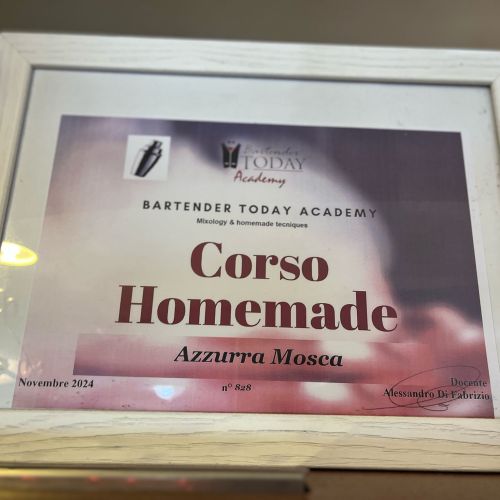 Bartender
TODAY
Academy
BARTENDER TODAY ACADEMY
Mixology & homemade tecniques
Corso
Homemade
Azzurra Mosca
Novembre 2024
n° 828
Docente
Alessandro Di Fabrizio